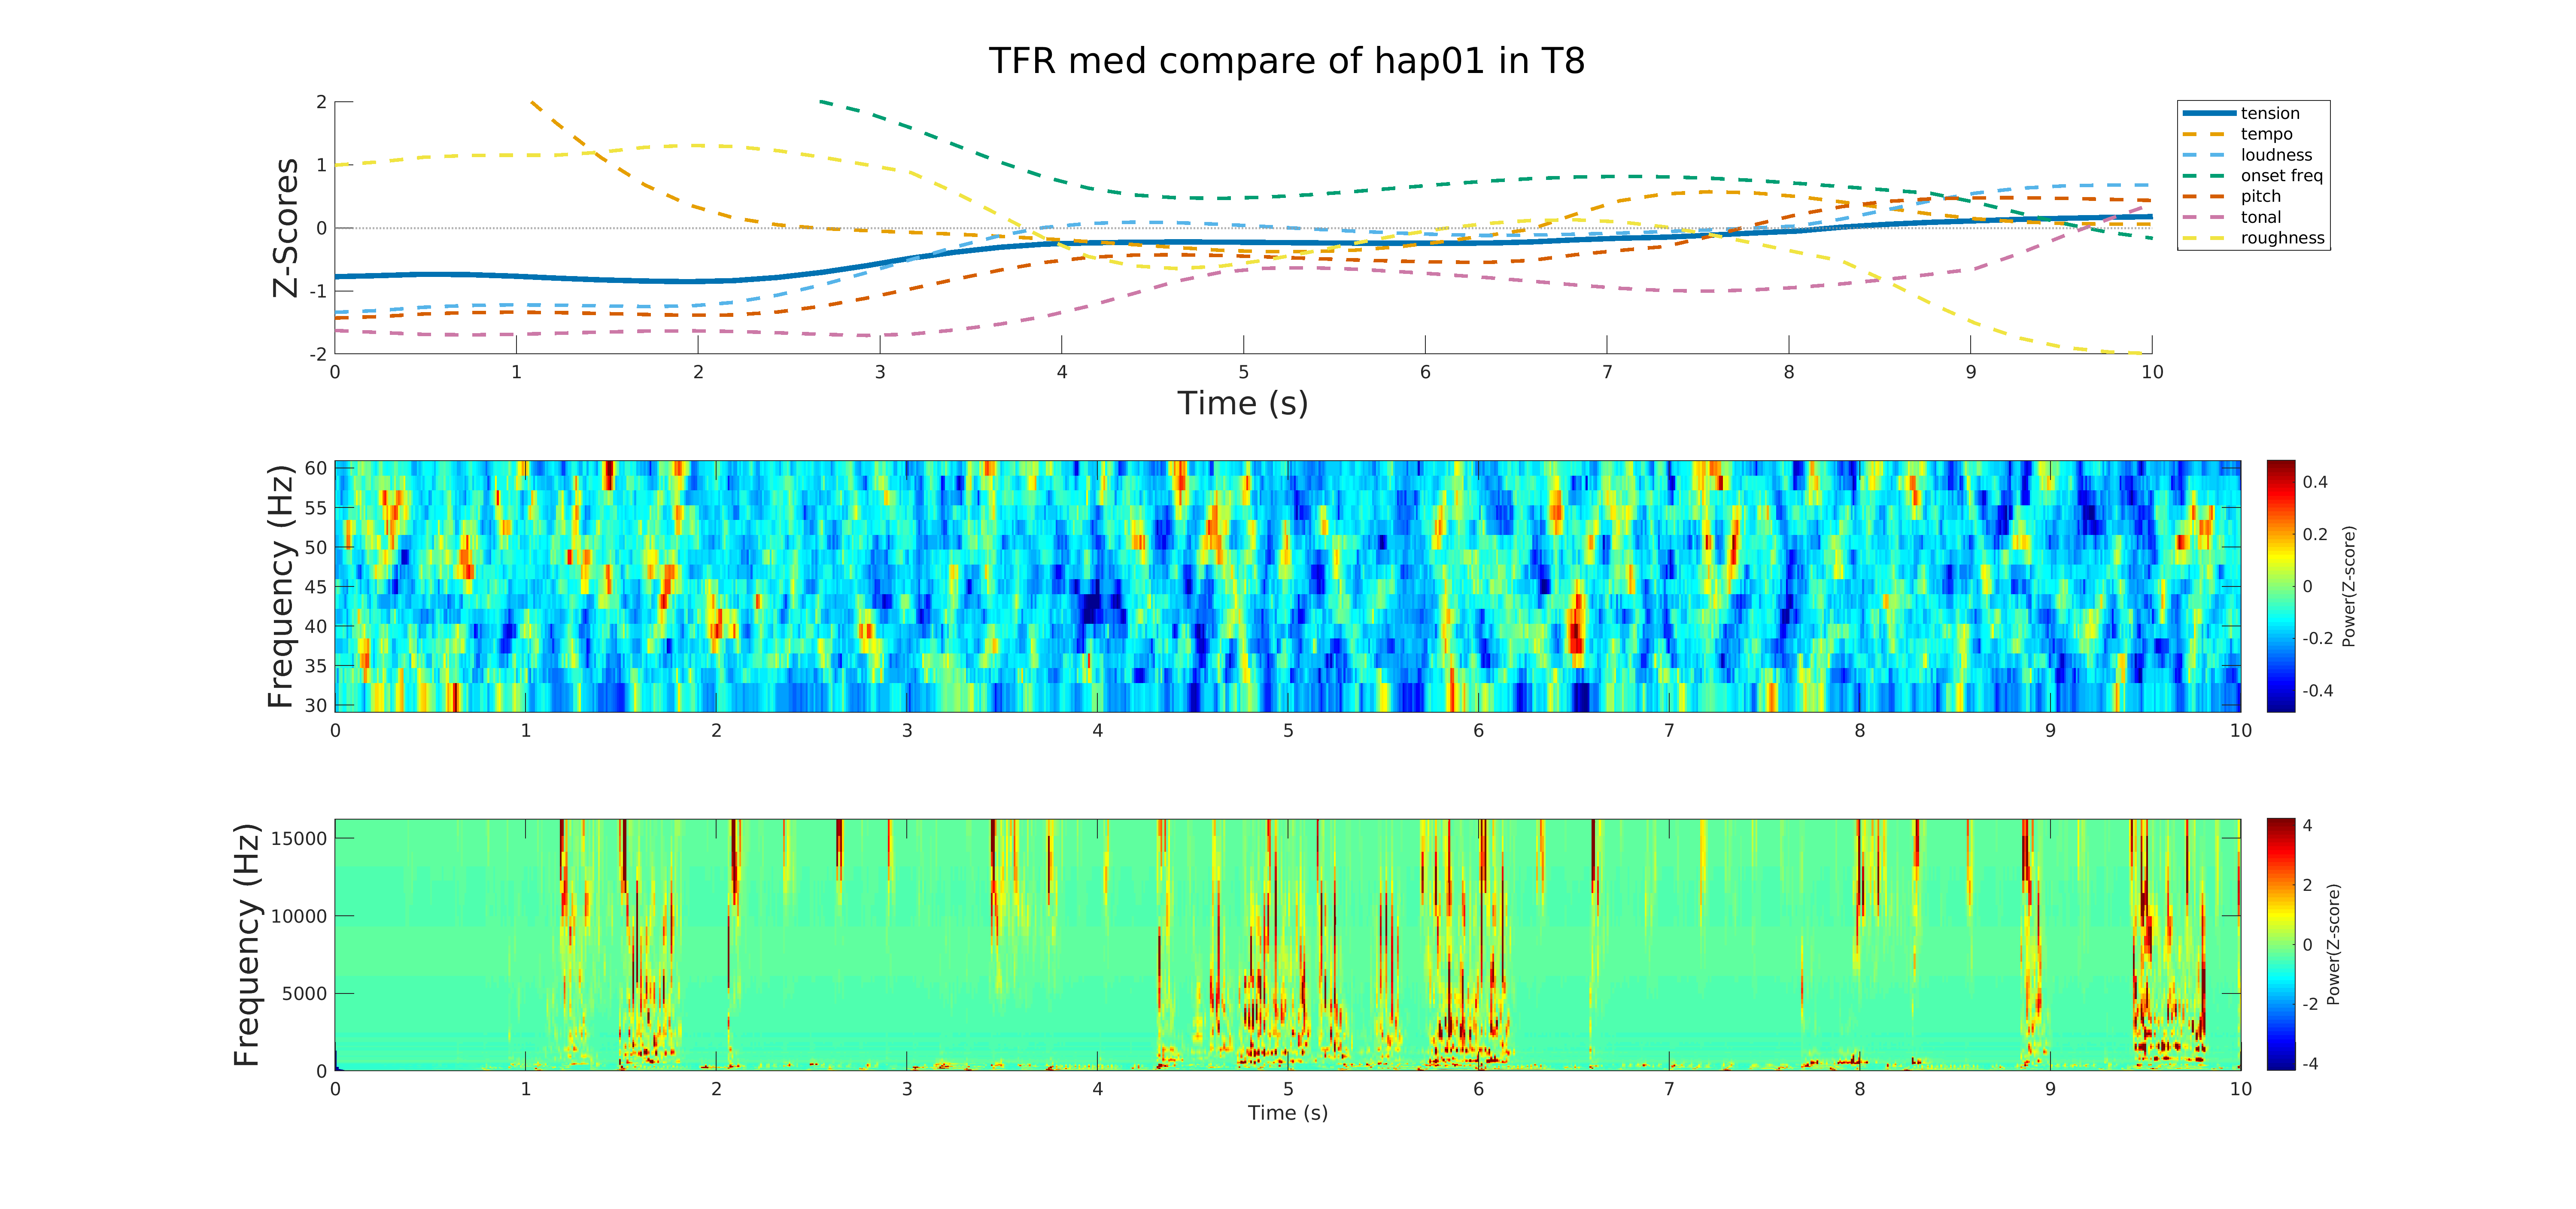 TFR med compare of hap01 in T8
Z-Scores
2
1
0
-1
-2
0 1 2 3 4 5 6 7 8 9 10
Time (s)
tension
tempo
loudness
onset freq
pitch
tonal
roughness
Frequency (Hz)
60
55
50
45
40
35
30
0 1 2 3 4 5 6 7 8 9 10
0.4
0.2
0
-0.2
-0.4
Power(Z-score)
Frequency (Hz)
15000
10000
5000
0
0 1 2 3 4 5 6 7 8 9 10
Time (s)
4
2
0
-2
-4
Power(Z-score)